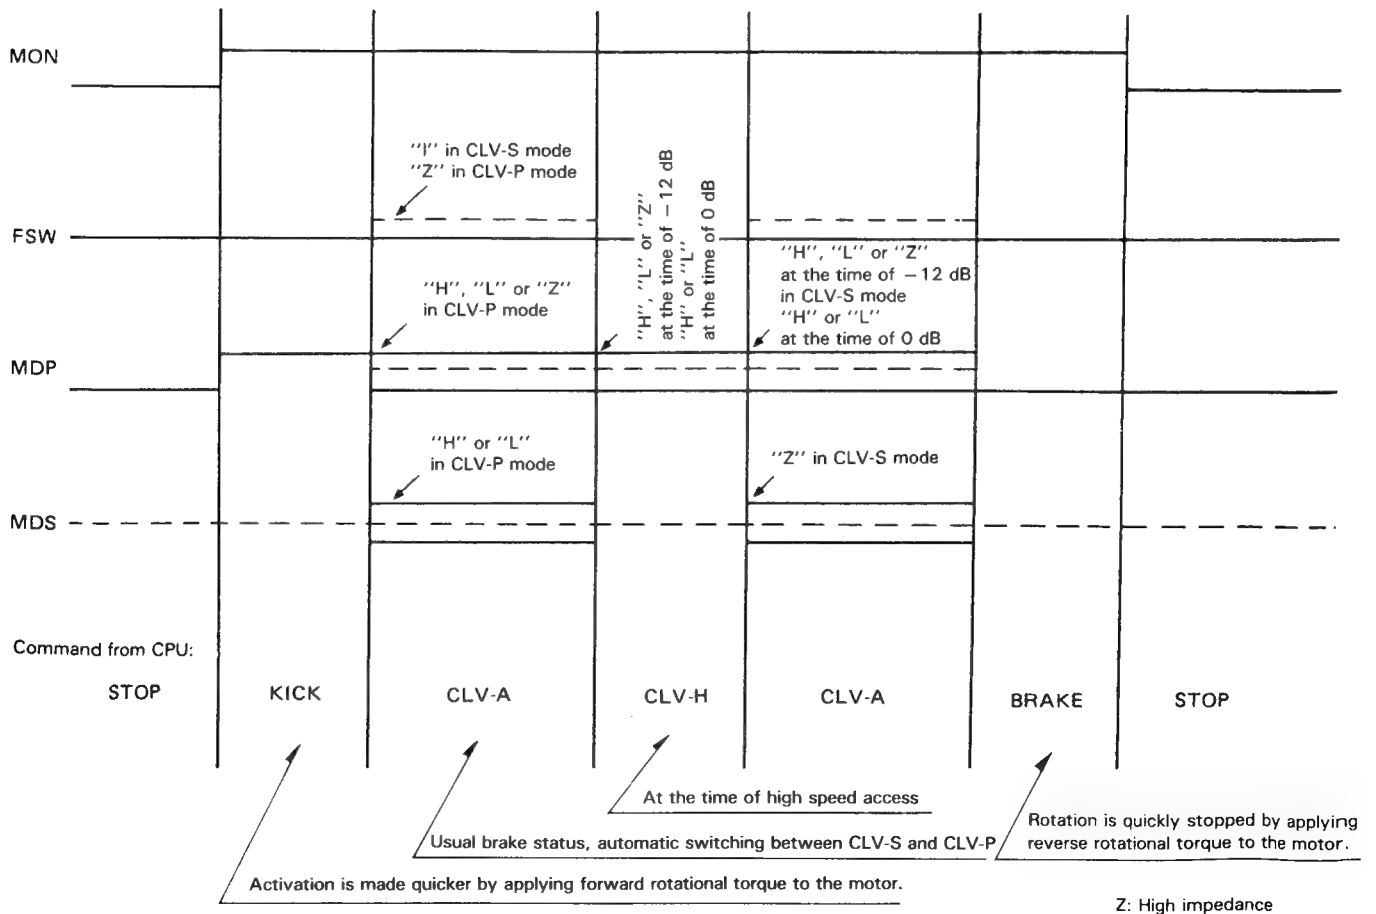 MON
"I" in CLV-S mode
"Z" in CLV-P mode
FSW
"H", "L" or "Z"
at the time of −12 dB
"H" or "L"
at the time of 0 dB
"H", "L" or "Z"
at the time of −12 dB
in CLV-S mode
"H" or "L"
at the time of 0 dB
"H", "L" or "Z"
in CLV-P mode
MDP
"H" or "L"
in CLV-P mode
"Z" in CLV-S mode
MDS
Command from CPU:
STOP
KICK
CLV-A
CLV-H
CLV-A
BRAKE
STOP
At the time of high speed access
Usual brake status, automatic switching between CLV-S and CLV-P
Rotation is quickly stopped by applying
reverse rotational torque to the motor.
Activation is made quicker by applying forward rotational torque to the motor.
Z: High impedance